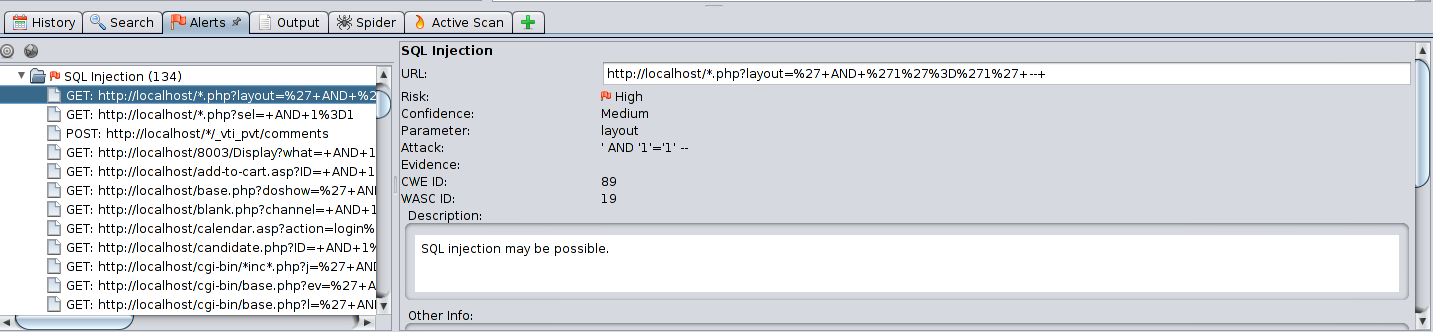 History Search Alerts Output Spider Active Scan
SQL Injection (134)
GET: http://localhost/*.php?layout=%27+AND+%2
GET: http://localhost/*.php?sel=+AND+1%3D1
POST: http://localhost/*/_vti_pvt/comments
GET: http://localhost/8003/Display?what=+AND+1
GET: http://localhost/add-to-cart.asp?ID=+AND+1
GET: http://localhost/base.php?doshow=%27+AND
GET: http://localhost/blank.php?channel=+AND+1
GET: http://localhost/calendar.asp?action=login%
GET: http://localhost/candidate.php?ID=+AND+1%
GET: http://localhost/cgi-bin/*inc*.php?j=%27+AND
GET: http://localhost/cgi-bin/base.php?ev=%27+A
GET: http://localhost/cgi-bin/base.php?l=%27+AND
SQL Injection
URL: http://localhost/*.php?layout=%27+AND+%271%27%3D%271%27+--+
Risk: High
Confidence: Medium
Parameter: layout
Attack: ' AND '1'='1' --
Evidence:
CWE ID: 89
WASC ID: 19
Description:
SQL injection may be possible.
Other Info: